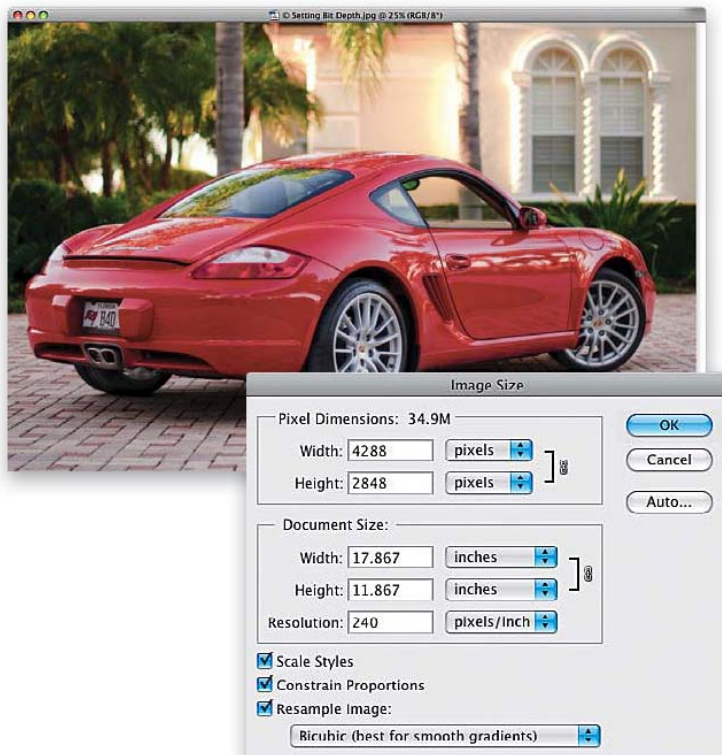 © Setting Bit Depth.jpg @ 25% (RGB/8*)
FLORIDA
B4D
Image Size
Pixel Dimensions: 34.9M
Width: 4288 pixels
Height: 2848 pixels
Document Size:
Width: 17.867 inches
Height: 11.867 inches
Resolution: 240 pixels/inch
Scale Styles
Constrain Proportions
Resample Image:
Bicubic (best for smooth gradients)
OK
Cancel
Auto...